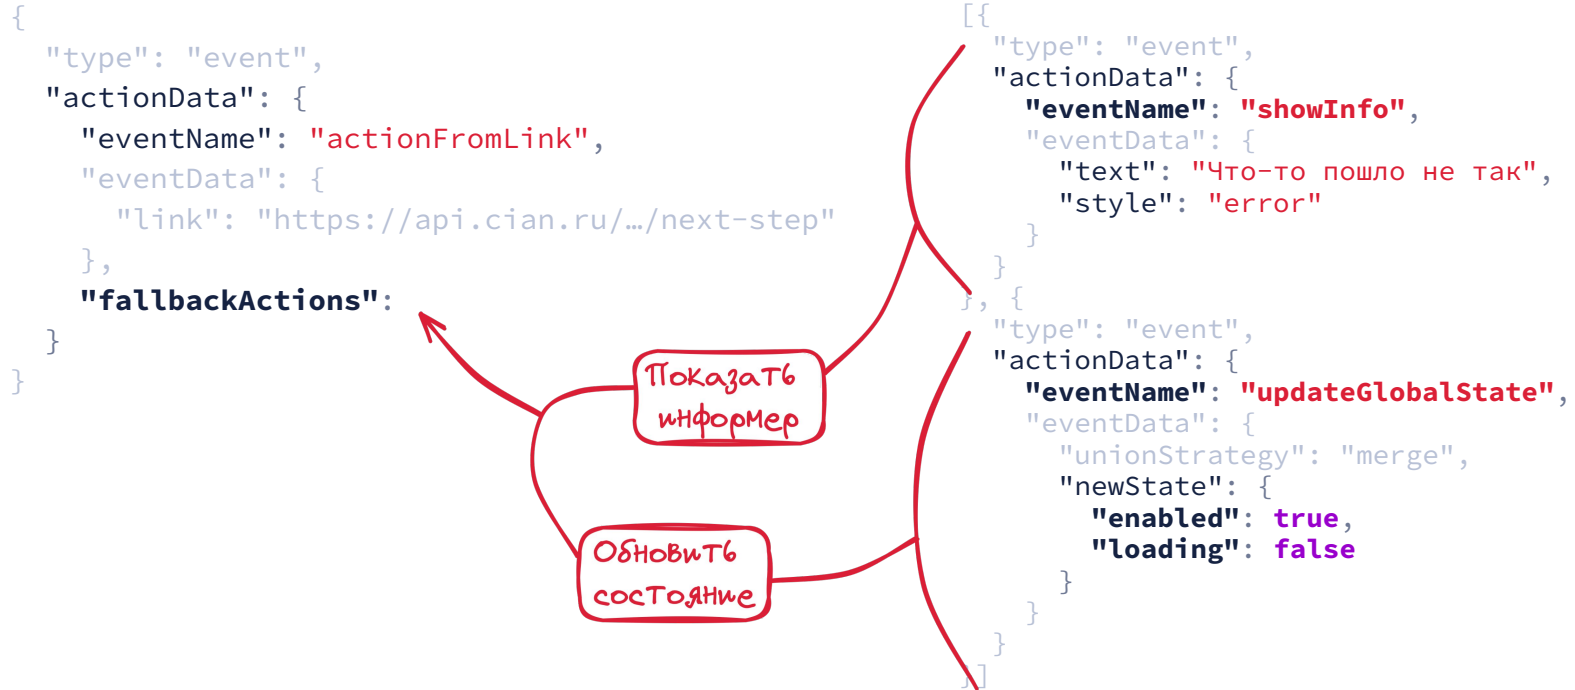 {
"type": "event",
"actionData": {
"eventName": "actionFromLink",
"eventData": {
"link": "https://api.cian.ru/…/next-step"
},
"fallbackActions":
}
}
Показать
информер
Обновить
состояние
[{
"type": "event",
"actionData": {
"eventName": "showInfo",
"eventData": {
"text": "Что-то пошло не так",
"style": "error"
}
}
}, {
"type": "event",
"actionData": {
"eventName": "updateGlobalState",
"eventData": {
"unionStrategy": "merge",
"newState": {
"enabled": true,
"loading": false
}
}
}
}]